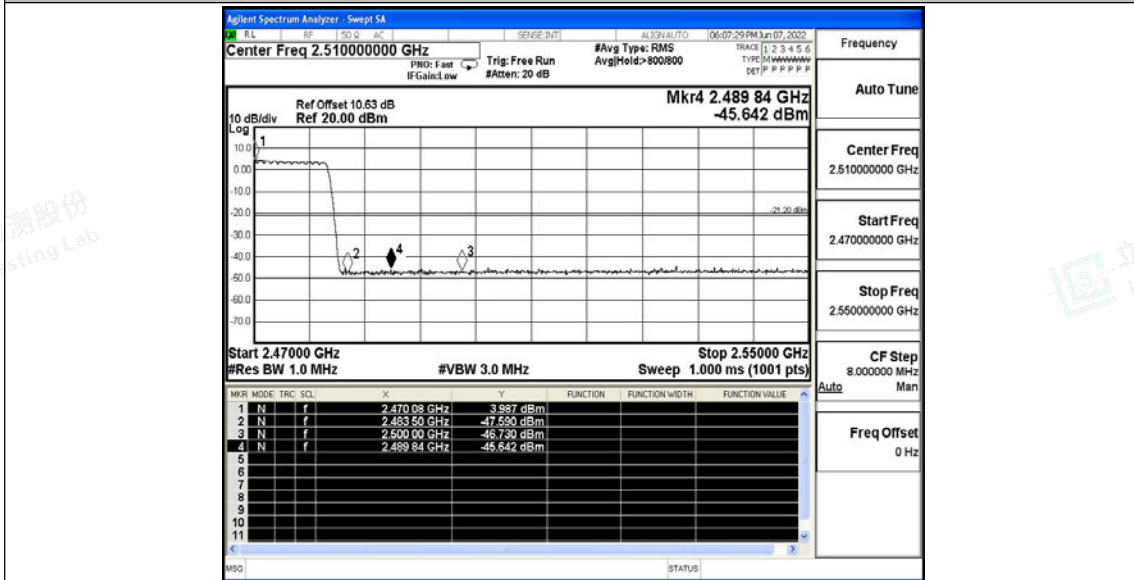 Agilent Spectrum Analyzer - Swept SA
RL RF 50 Ω AC SENSE:INT ALIGN AUTO 06:07:29 PM Jun 07, 2022
Center Freq 2.510000000 GHz
PNO: Fast
IFGain:Low
Trig: Free Run
#Atten: 20 dB
#Avg Type: RMS
Avg|Hold:>800/800
TRACE 1 2 3 4 5 6
TYPE M WWWWW
DET P P P P P P
Ref Offset 10.63 dB
10 dB/div Ref 20.00 dBm
Log
Mkr4 2.489 84 GHz
-45.642 dBm
10.0
0.00
-10.0
-20.0
-30.0
-40.0
-50.0
-60.0
-70.0
1
2
4
3
-21.20 dBm
Start 2.47000 GHz Stop 2.55000 GHz
#Res BW 1.0 MHz #VBW 3.0 MHz Sweep 1.000 ms (1001 pts)
MKR MODE TRC SCL X Y FUNCTION FUNCTION WIDTH FUNCTION VALUE
1 N f 2.470 08 GHz 3.987 dBm
2 N f 2.483 50 GHz -47.590 dBm
3 N f 2.500 00 GHz -46.730 dBm
4 N f 2.489 84 GHz -45.642 dBm
5
6
7
8
9
10
11
MSG STATUS
Frequency
Auto Tune
Center Freq
2.510000000 GHz
Start Freq
2.470000000 GHz
Stop Freq
2.550000000 GHz
CF Step
8.000000 MHz
Auto Man
Freq Offset
0 Hz
测股份
sting Lab
立